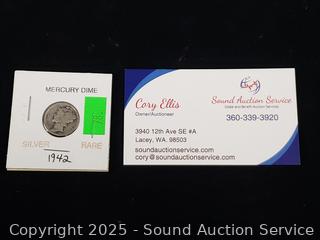 MERCURY DIME
SILVER RARE
1942
Cory Ellis
Owner/Auctioneer
Sound Auction Service
360-339-3920
3940 12th Ave SE #A
Lacey, WA. 98503
soundauctionservice.com
cory@soundauctionservice.com
Copyright 2025 - Sound Auction Service